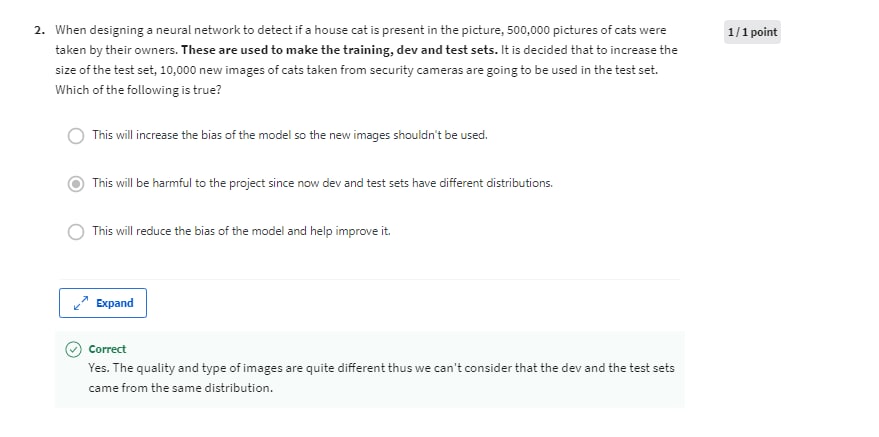 2. When designing a neural network to detect if a house cat is present in the picture, 500,000 pictures of cats were
1 / 1 point
taken by their owners. These are used to make the training, dev and test sets. It is decided that to increase the
size of the test set, 10,000 new images of cats taken from security cameras are going to be used in the test set.
Which of the following is true?
This will increase the bias of the model so the new images shouldn't be used.
This will be harmful to the project since now dev and test sets have different distributions.
This will reduce the bias of the model and help improve it.
Expand
Correct
Yes. The quality and type of images are quite different thus we can't consider that the dev and the test sets
came from the same distribution.